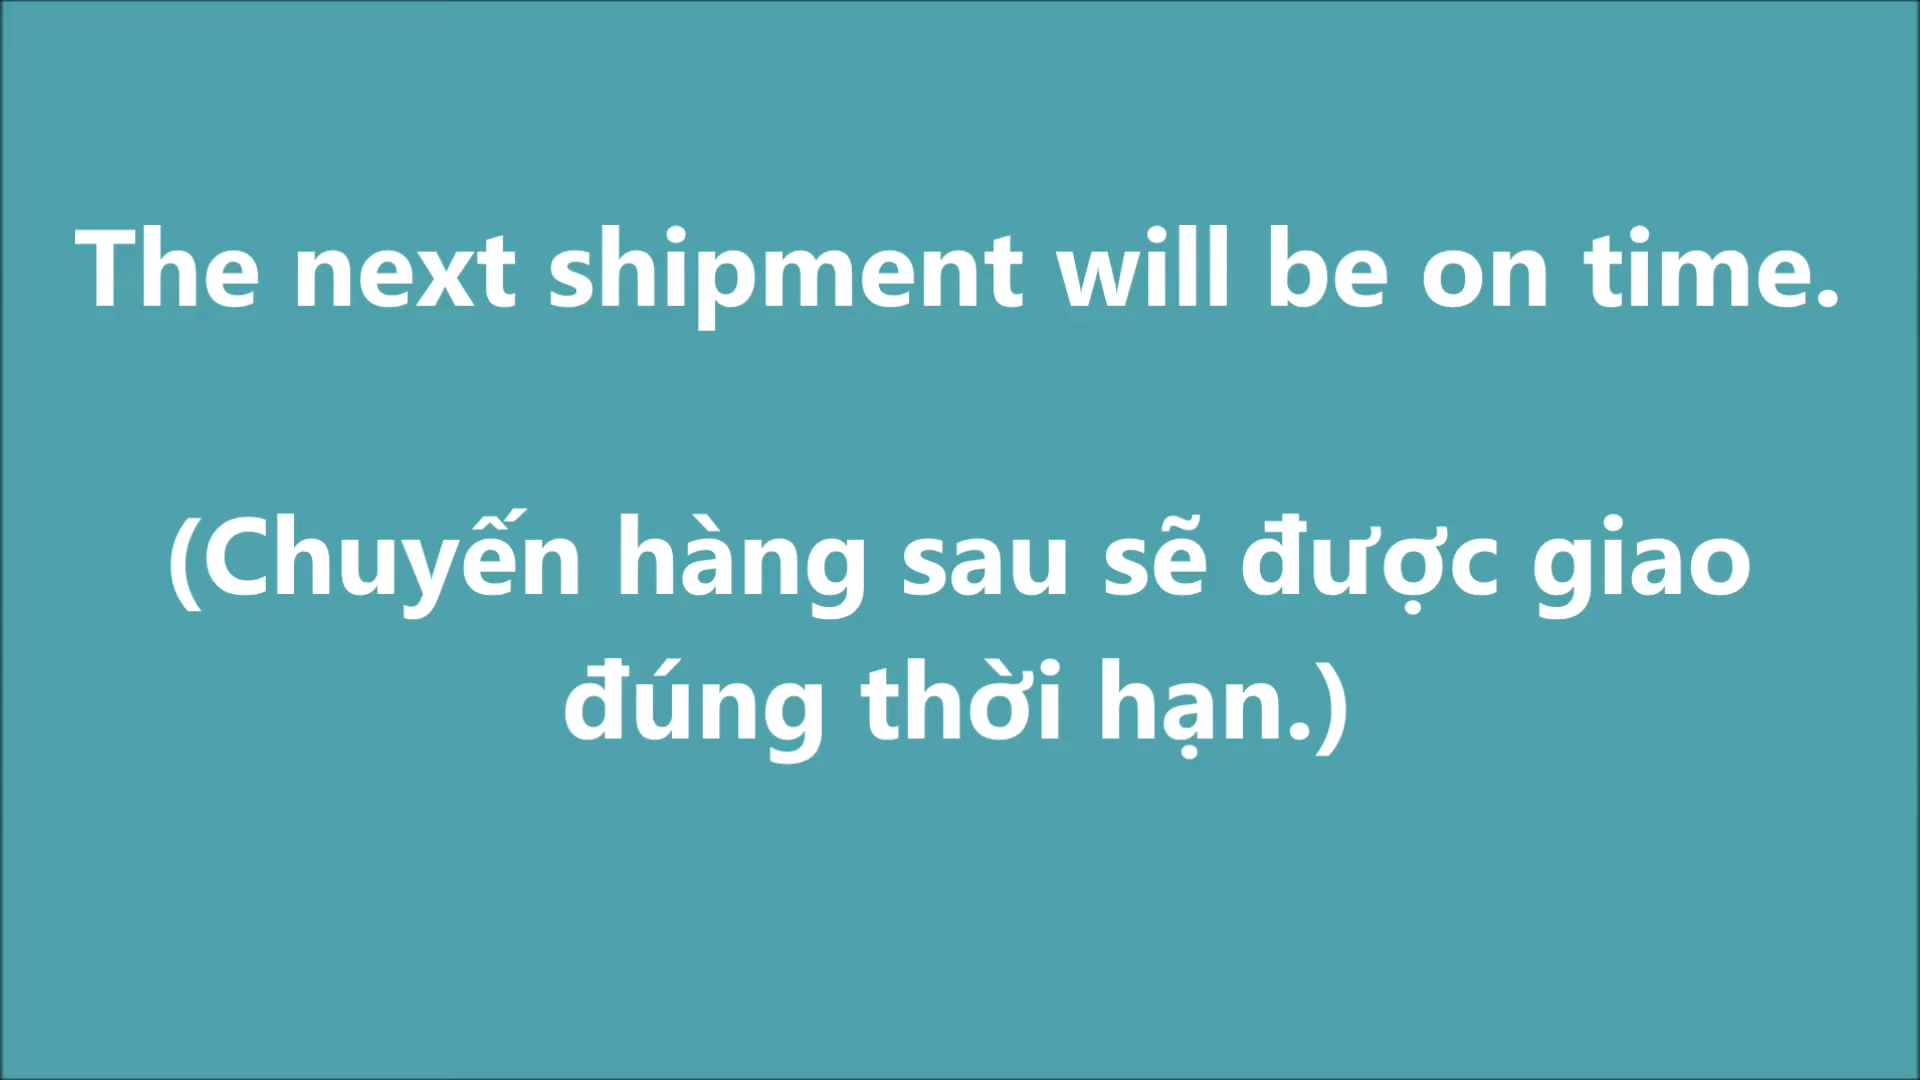 The next shipment will be on time.
(Chuyến hàng sau sẽ được giao
đúng thời hạn.)